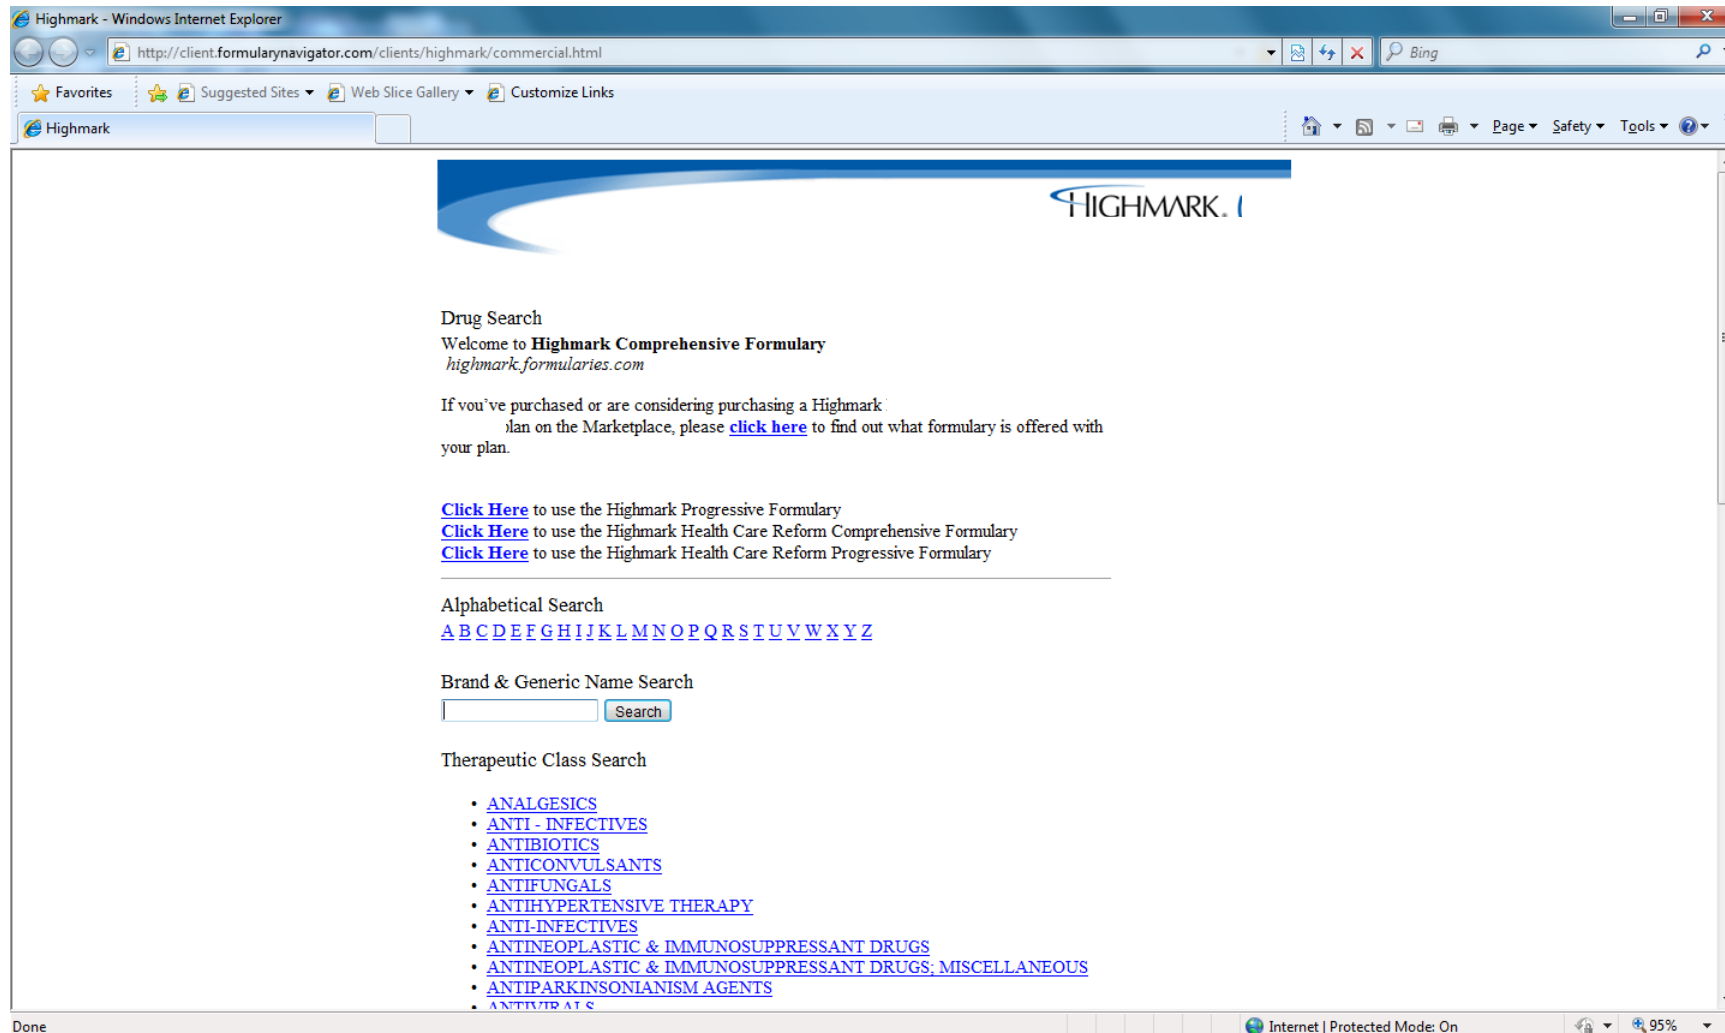 Highmark - Windows Internet Explorer
http://client.formularynavigator.com/clients/highmark/commercial.html
Bing
Favorites Suggested Sites Web Slice Gallery Customize Links
Highmark
Page Safety Tools
HIGHMARK®
Drug Search
Welcome to Highmark Comprehensive Formulary
highmark.formularies.com
If you've purchased or are considering purchasing a Highmark
plan on the Marketplace, please click here to find out what formulary is offered with
your plan.
Click Here to use the Highmark Progressive Formulary
Click Here to use the Highmark Health Care Reform Comprehensive Formulary
Click Here to use the Highmark Health Care Reform Progressive Formulary
Alphabetical Search
A B C D E F G H I J K L M N O P Q R S T U V W X Y Z
Brand & Generic Name Search
Search
Therapeutic Class Search
• ANALGESICS
• ANTI - INFECTIVES
• ANTIBIOTICS
• ANTICONVULSANTS
• ANTIFUNGALS
• ANTIHYPERTENSIVE THERAPY
• ANTI-INFECTIVES
• ANTINEOPLASTIC & IMMUNOSUPPRESSANT DRUGS
• ANTINEOPLASTIC & IMMUNOSUPPRESSANT DRUGS; MISCELLANEOUS
• ANTIPARKINSONIANISM AGENTS
• ANTIVIRALS
Done Internet | Protected Mode: On 95%